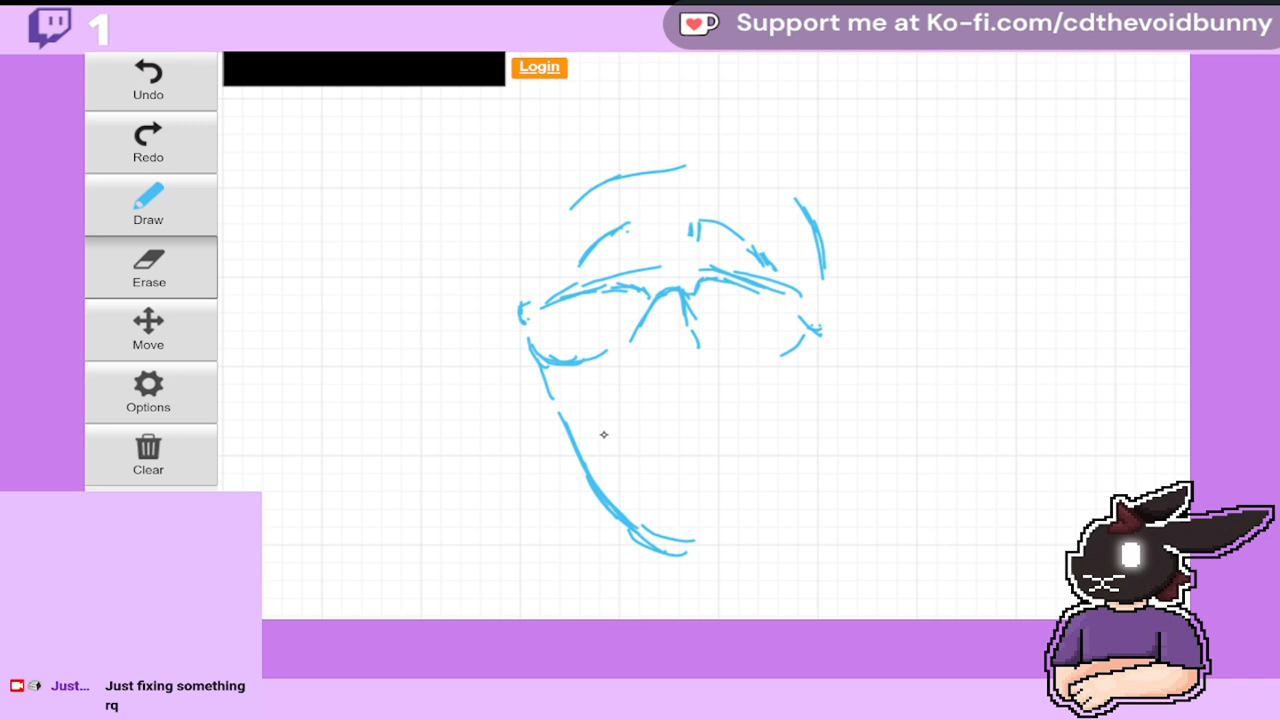 1
Support me at Ko-fi.com/cdthevoidbunny
Login
Undo
Redo
Draw
Erase
Move
Options
Clear
Just... Just fixing something
rq